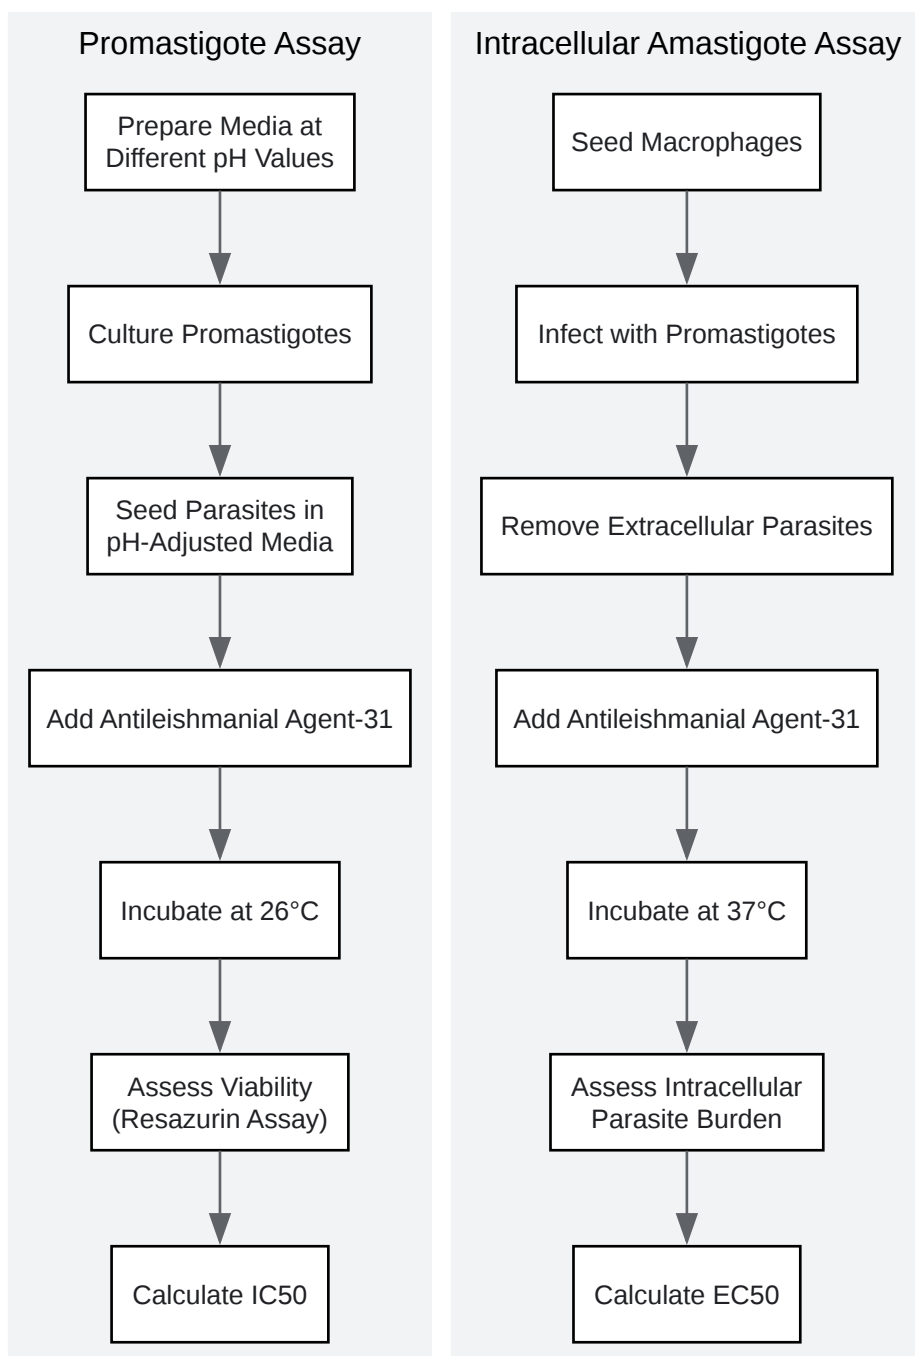 Promastigote Assay
Prepare Media at
Different pH Values
Culture Promastigotes
Seed Parasites in
pH-Adjusted Media
Add Antileishmanial Agent-31
Incubate at 26°C
Assess Viability
(Resazurin Assay)
Calculate IC50
Intracellular Amastigote Assay
Seed Macrophages
Infect with Promastigotes
Remove Extracellular Parasites
Add Antileishmanial Agent-31
Incubate at 37°C
Assess Intracellular
Parasite Burden
Calculate EC50